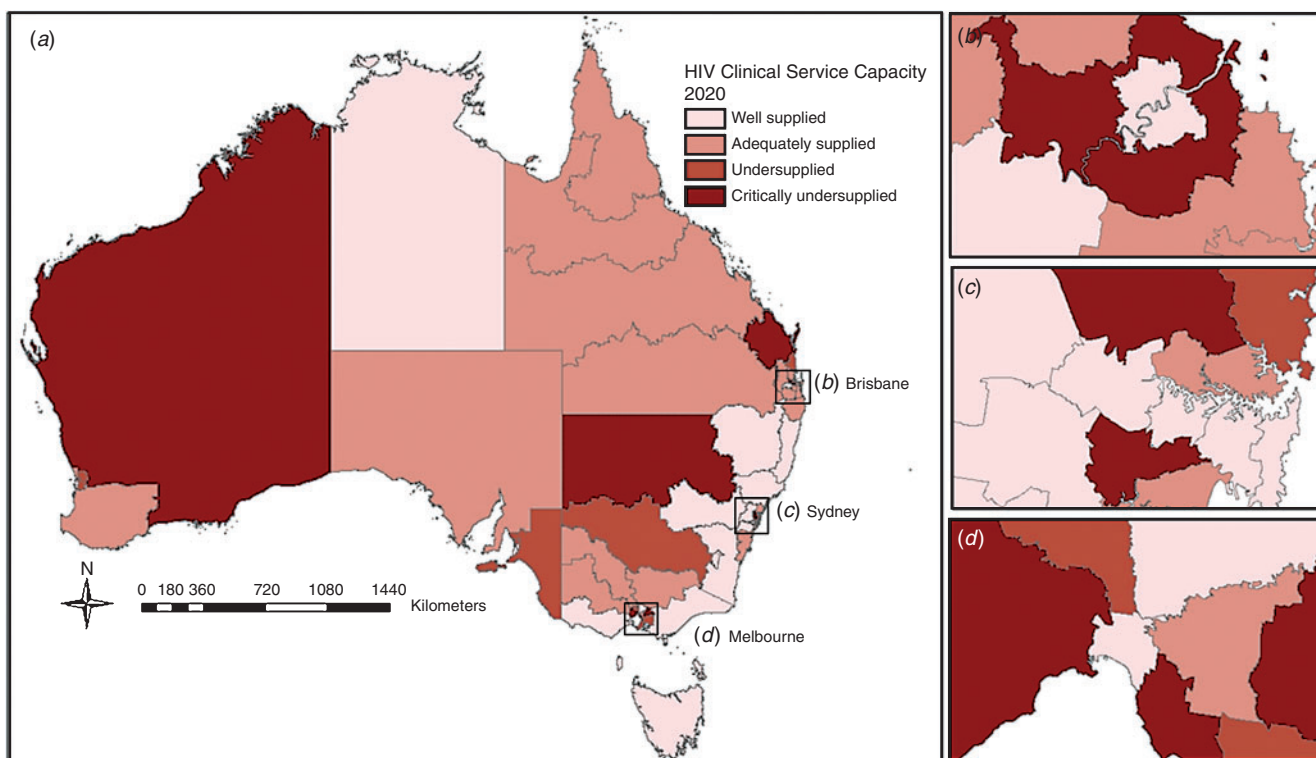 (a)
HIV Clinical Service Capacity
2020
Well supplied
Adequately supplied
Undersupplied
Critically undersupplied
(b) Brisbane
(c) Sydney
(d) Melbourne
N
0 180 360 720 1080 1440
Kilometers
(b)
(c)
(d)